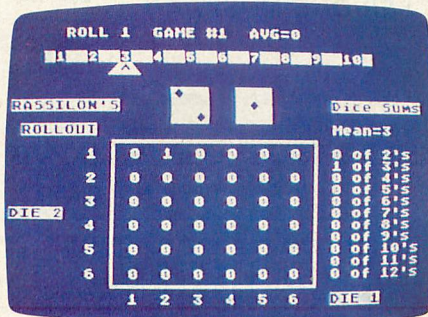 ROLL 1 GAME #1 AVG=0
1 2 3 4 5 6 7 8 9 10
^
RASSILON'S
ROLLOUT
Dice Sums
Mean=3
1 0 1 0 0 0 0
2 0 0 0 0 0 0
3 0 0 0 0 0 0
DIE 2
4 0 0 0 0 0 0
5 0 0 0 0 0 0
6 0 0 0 0 0 0
1 2 3 4 5 6
0 of 2's
1 of 3's
0 of 4's
0 of 5's
0 of 6's
0 of 7's
0 of 8's
0 of 9's
0 of 10's
0 of 11's
0 of 12's
DIE 1